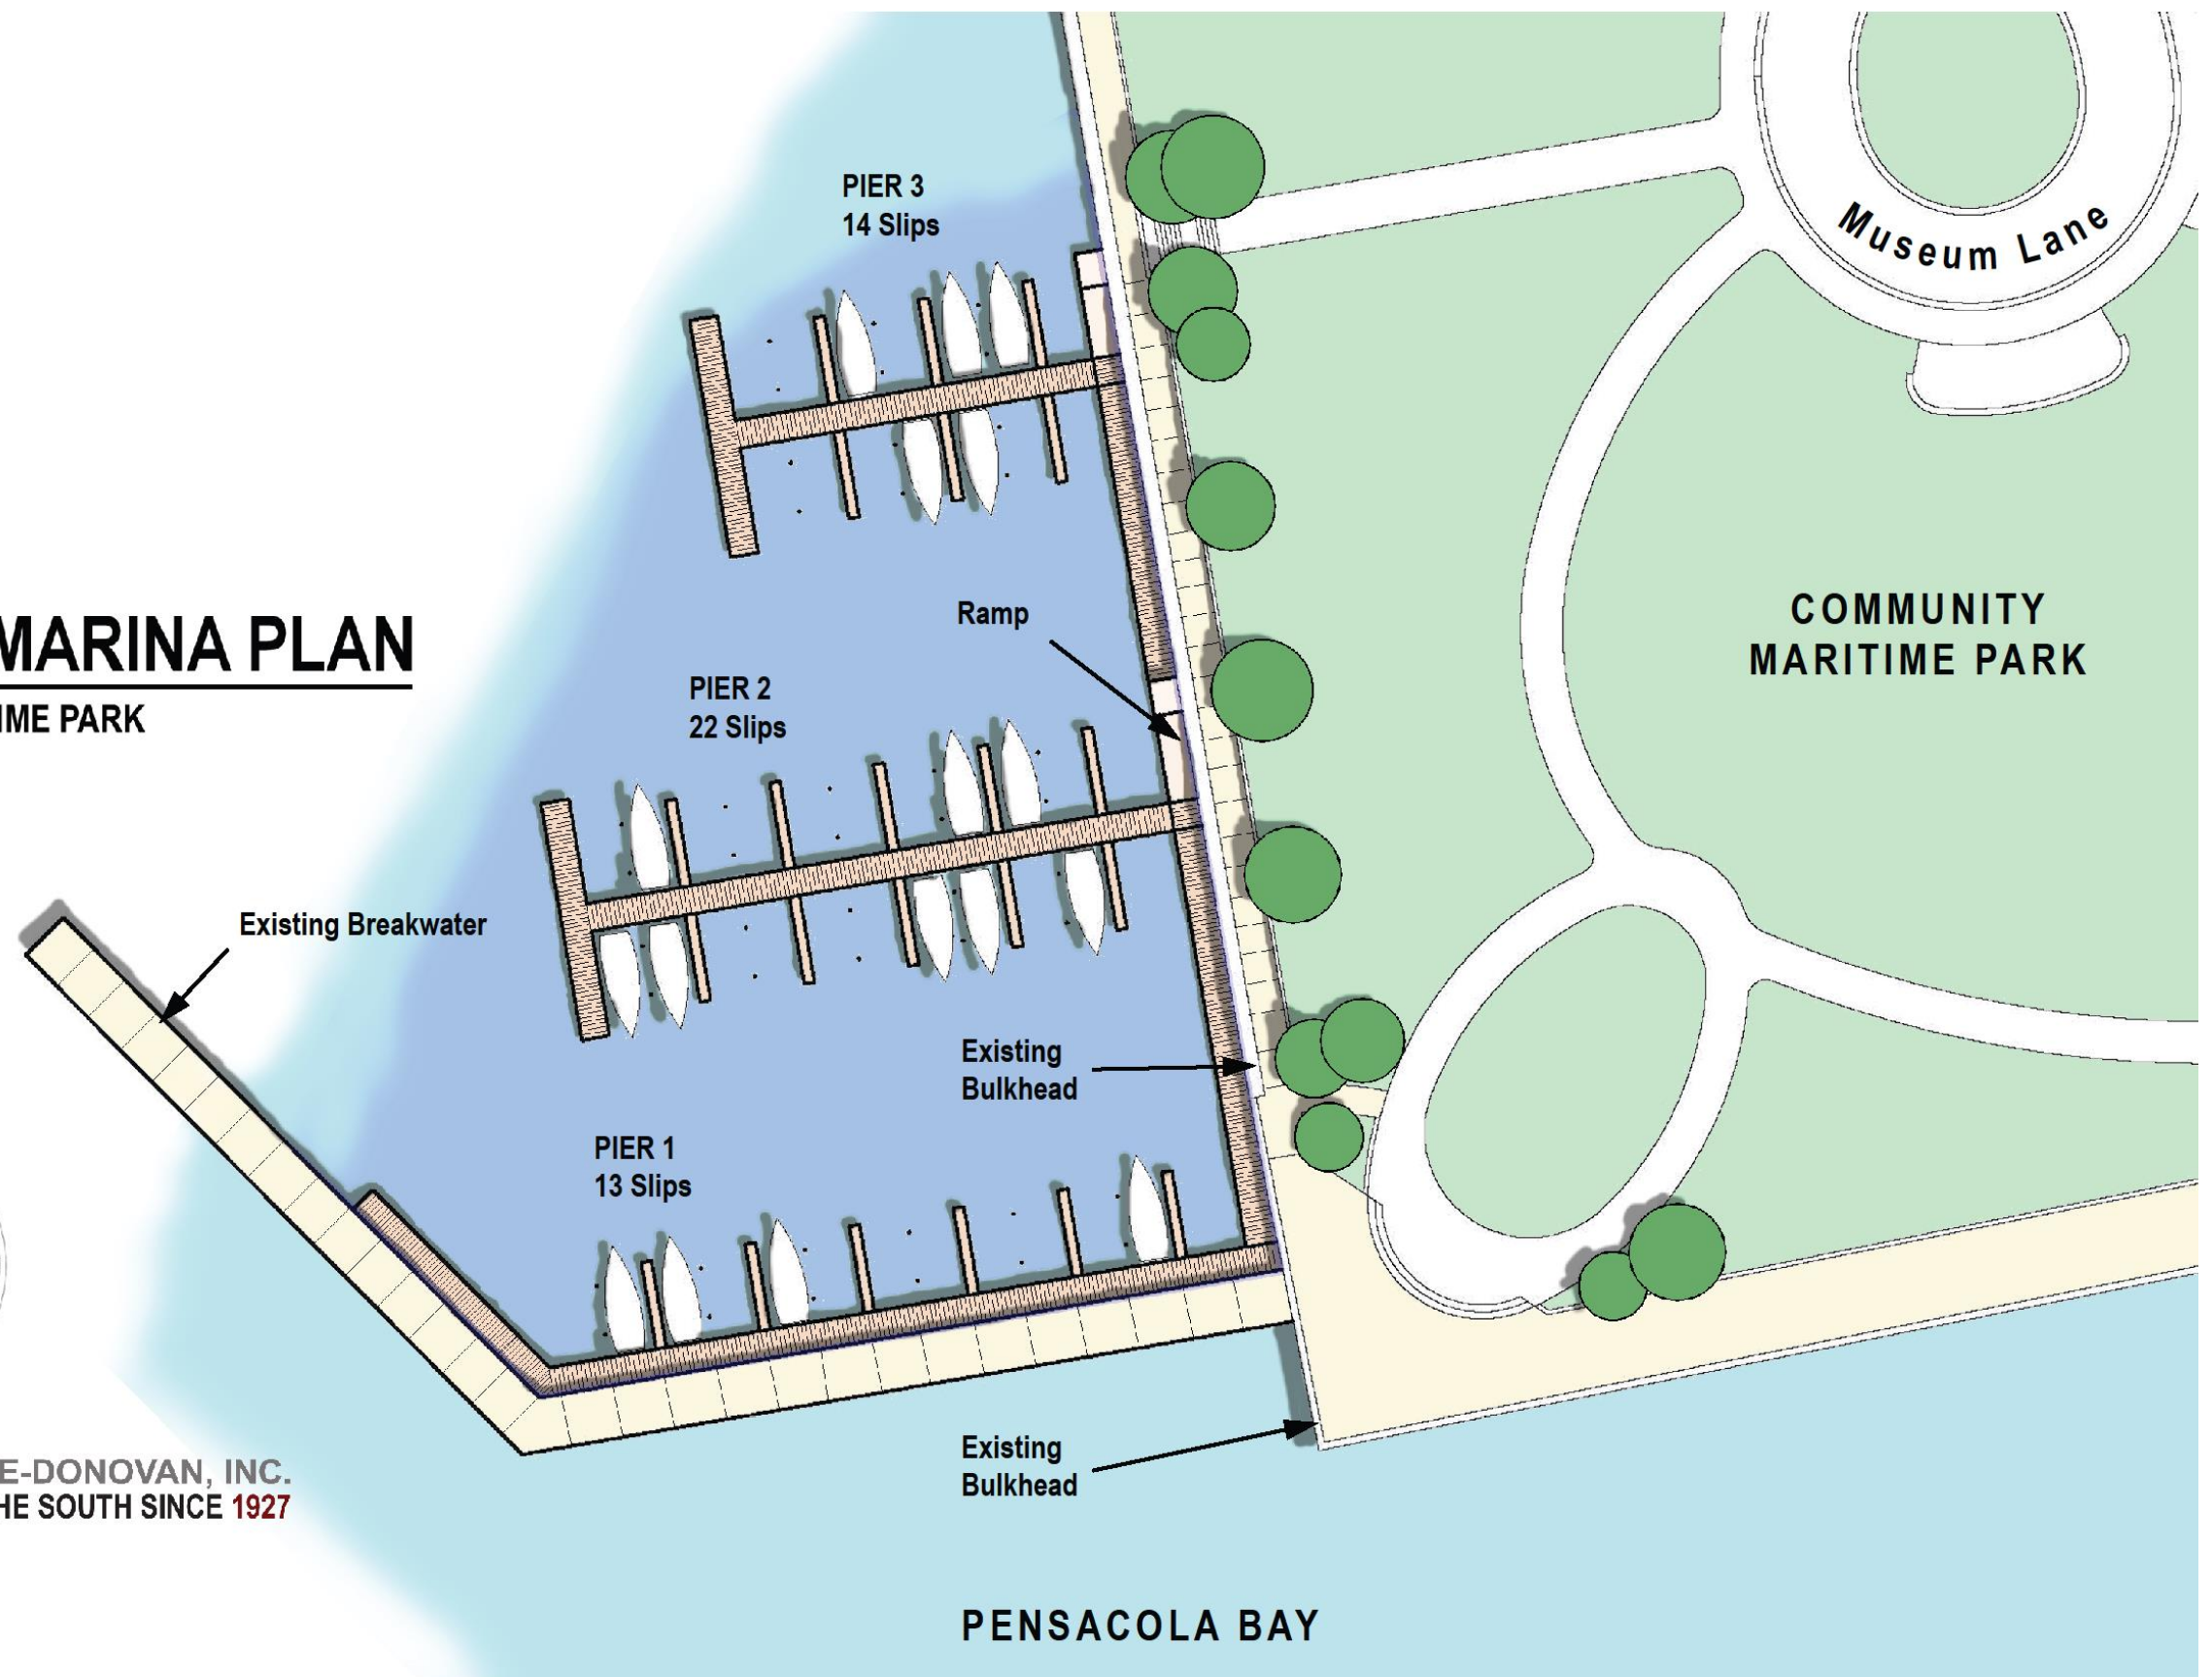 PIER 3
14 Slips
Museum Lane
Ramp
COMMUNITY
MARITIME PARK
MARINA PLAN
IME PARK
PIER 2
22 Slips
Existing Breakwater
Existing
Bulkhead
PIER 1
13 Slips
Existing
Bulkhead
E-DONOVAN, INC.
HE SOUTH SINCE 1927
PENSACOLA BAY